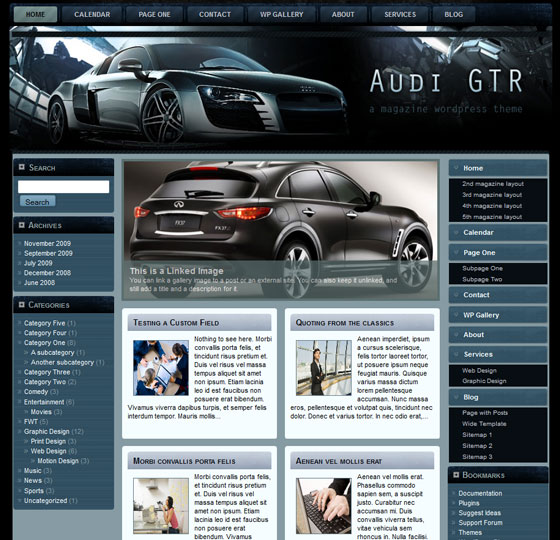 HOME
CALENDAR
PAGE ONE
CONTACT
WP GALLERY
ABOUT
SERVICES
BLOG
AUDI GTR
a magazine wordpress theme
SEARCH
Search
ARCHIVES
November 2009
September 2009
July 2009
December 2008
June 2008
CATEGORIES
Category Five (1)
Category Four (1)
Category One (8)
A subcategory (1)
Another subcategory (1)
Category Three (1)
Category Two (2)
Comedy (3)
Entertainment (6)
Movies (3)
FWT (5)
Graphic Design (12)
Print Design (3)
Web Design (6)
Motion Design (3)
Music (3)
News (3)
Sports (3)
Uncategorized (1)
FX37
This is a Linked Image
You can link a gallery image to a post or an external site. You can also keep it unlinked, and
still add a title and a description for it.
TESTING A CUSTOM FIELD
Nothing to see here. Morbi
convallis porta felis, et
tincidunt risus pretium et.
Duis vel risus vel massa
tempus aliquet sit amet
non ipsum. Etiam lacinia
leo id est faucibus non
posuere erat bibendum.
Vivamus viverra dapibus turpis, et semper felis
interdum tempor. Mauris mollis...
QUOTING FROM THE CLASSICS
Aenean imperdiet, ipsum
a cursus scelerisque,
felis tortor laoreet tortor,
ut posuere ipsum neque
feugiat mauris. Quisque
varius massa dictum
lorem pellentesque
accumsan. Nunc massa
eros, pellentesque et volutpat quis, tincidunt nec
dolor. Donec et varius tortor. In nec odio erat,...
MORBI CONVALLIS PORTA FELIS
Morbi convallis porta
felis, et tincidunt risus
pretium et. Duis vel risus
vel massa tempus
aliquet sit amet non
ipsum. Etiam lacinia
leo id est faucibus non
posuere erat bibendum.
AENEAN VEL MOLLIS ERAT
Aenean vel mollis erat.
Phasellus commodo
sapien sem, a suscipit
justo. Curabitur nec
accumsan mi. Duis
convallis viverra tellus,
vitae vehicula sem
rhoncus in. Nulla facilisi.
Home
2nd magazine layout
3rd magazine layout
4th magazine layout
5th magazine layout
Calendar
Page One
Subpage One
Subpage Two
Contact
WP Gallery
About
Services
Web Design
Graphic Design
Blog
Page with Posts
Wide Template
Sitemap 1
Sitemap 2
Sitemap 3
BOOKMARKS
Documentation
Plugins
Suggest Ideas
Support Forum
Themes